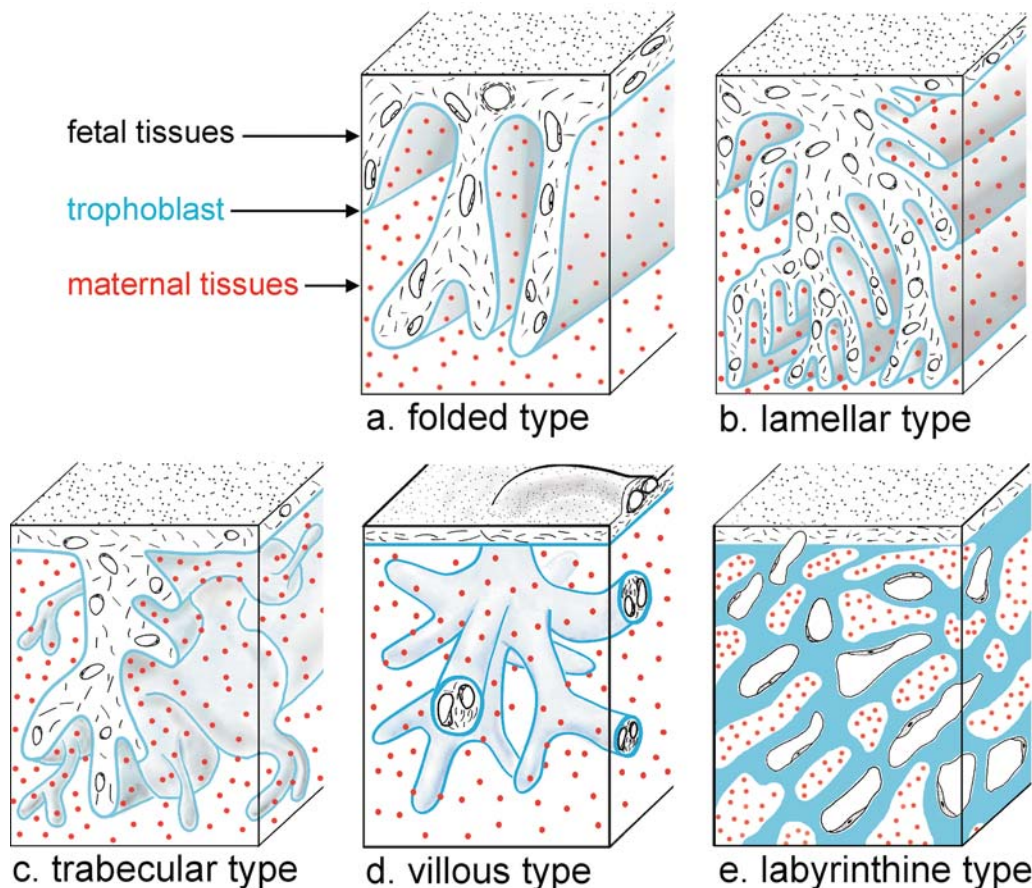 fetal tissues
trophoblast
maternal tissues
a. folded type
b. lamellar type
c. trabecular type
d. villous type
e. labyrinthine type